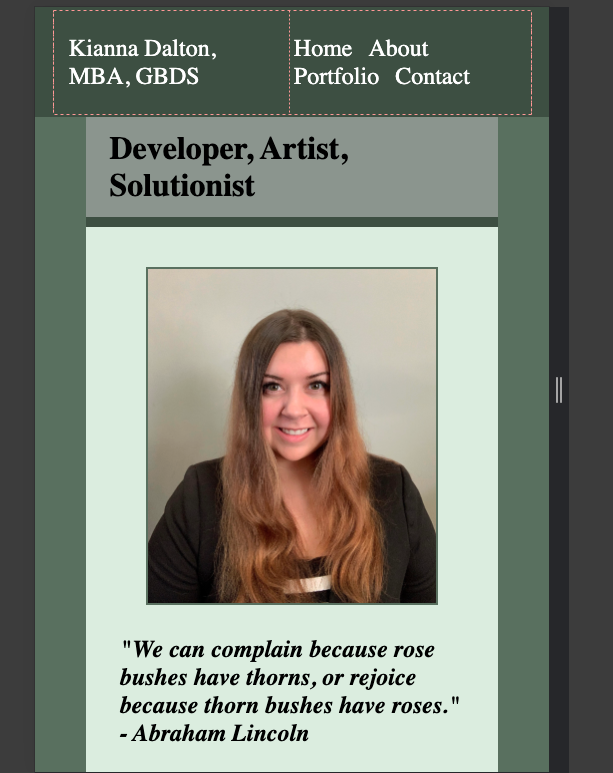 Kianna Dalton,
MBA, GBDS
Home About
Portfolio Contact
Developer, Artist,
Solutionist
"We can complain because rose
bushes have thorns, or rejoice
because thorn bushes have roses."
- Abraham Lincoln